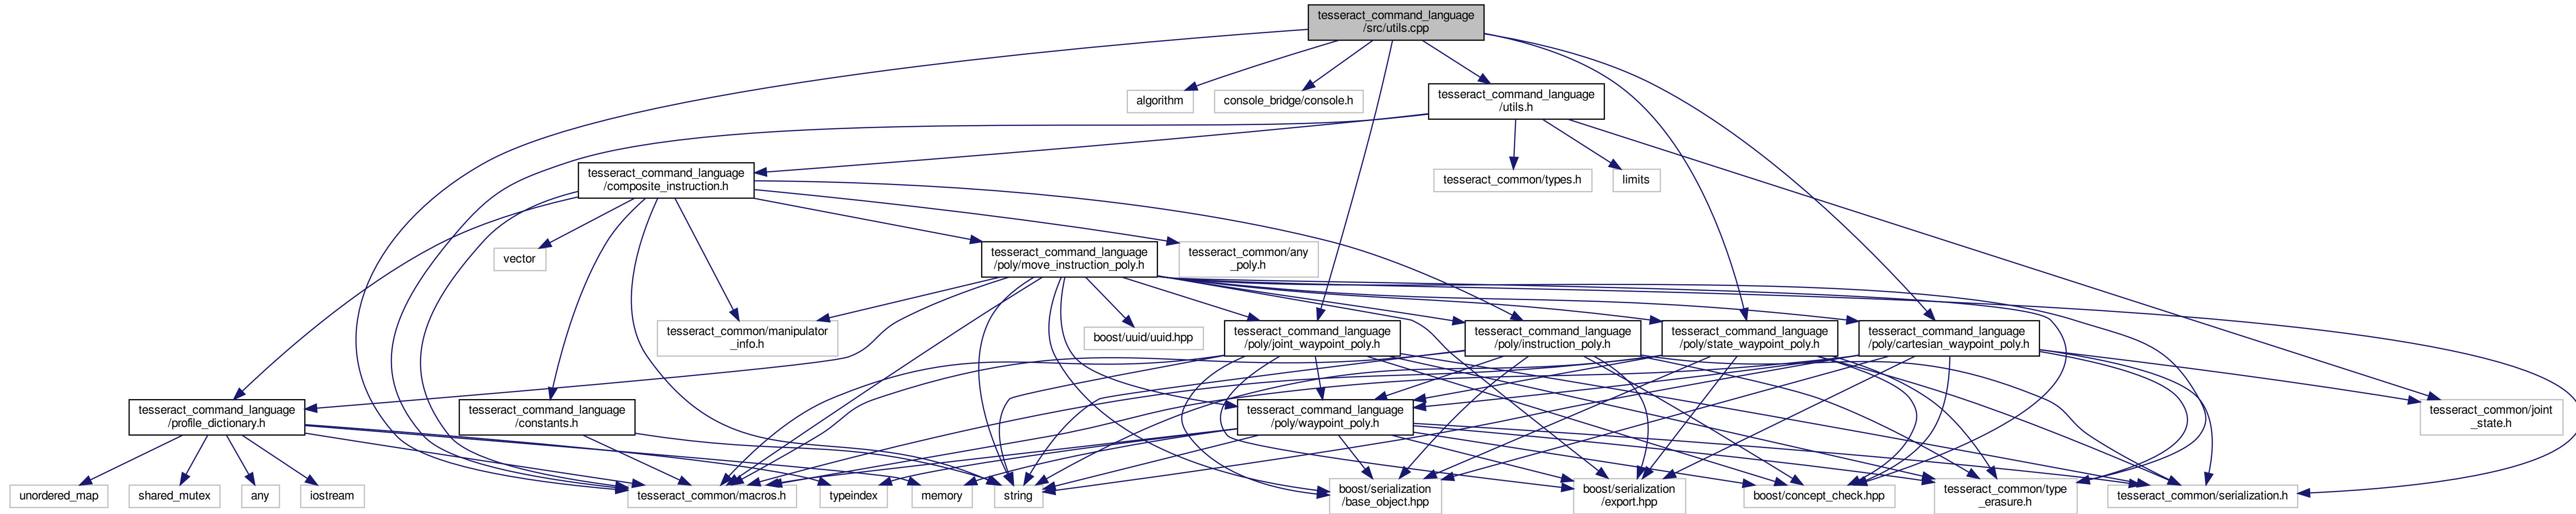 tesseract_command_language
/src/utils.cpp
algorithm
console_bridge/console.h
tesseract_command_language
/utils.h
tesseract_command_language
/composite_instruction.h
tesseract_common/types.h
limits
vector
tesseract_command_language
/poly/move_instruction_poly.h
tesseract_common/any
_poly.h
tesseract_common/manipulator
_info.h
boost/uuid/uuid.hpp
tesseract_command_language
/poly/joint_waypoint_poly.h
tesseract_command_language
/poly/instruction_poly.h
tesseract_command_language
/poly/state_waypoint_poly.h
tesseract_command_language
/poly/cartesian_waypoint_poly.h
tesseract_command_language
/profile_dictionary.h
tesseract_command_language
/constants.h
tesseract_command_language
/poly/waypoint_poly.h
tesseract_common/joint
_state.h
unordered_map
shared_mutex
any
iostream
tesseract_common/macros.h
typeindex
memory
string
boost/serialization
/base_object.hpp
boost/serialization
/export.hpp
boost/concept_check.hpp
tesseract_common/type
_erasure.h
tesseract_common/serialization.h